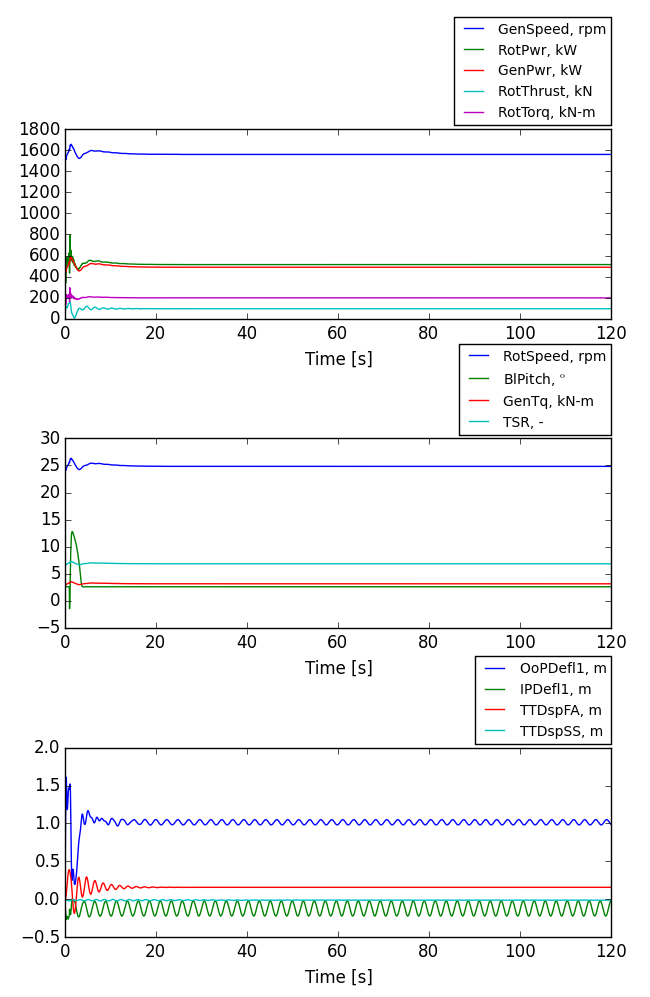 GenSpeed, rpm
RotPwr, kW
GenPwr, kW
RotThrust, kN
RotTorq, kN-m
1800
1600
1400
1200
1000
800
600
400
200
0
0 20 40 60 80 100 120
Time [s]
RotSpeed, rpm
BlPitch, °
GenTq, kN-m
TSR, -
30
25
20
15
10
5
0
−5
0 20 40 60 80 100 120
Time [s]
OoPDefl1, m
IPDefl1, m
TTDspFA, m
TTDspSS, m
2.0
1.5
1.0
0.5
0.0
−0.5
0 20 40 60 80 100 120
Time [s]